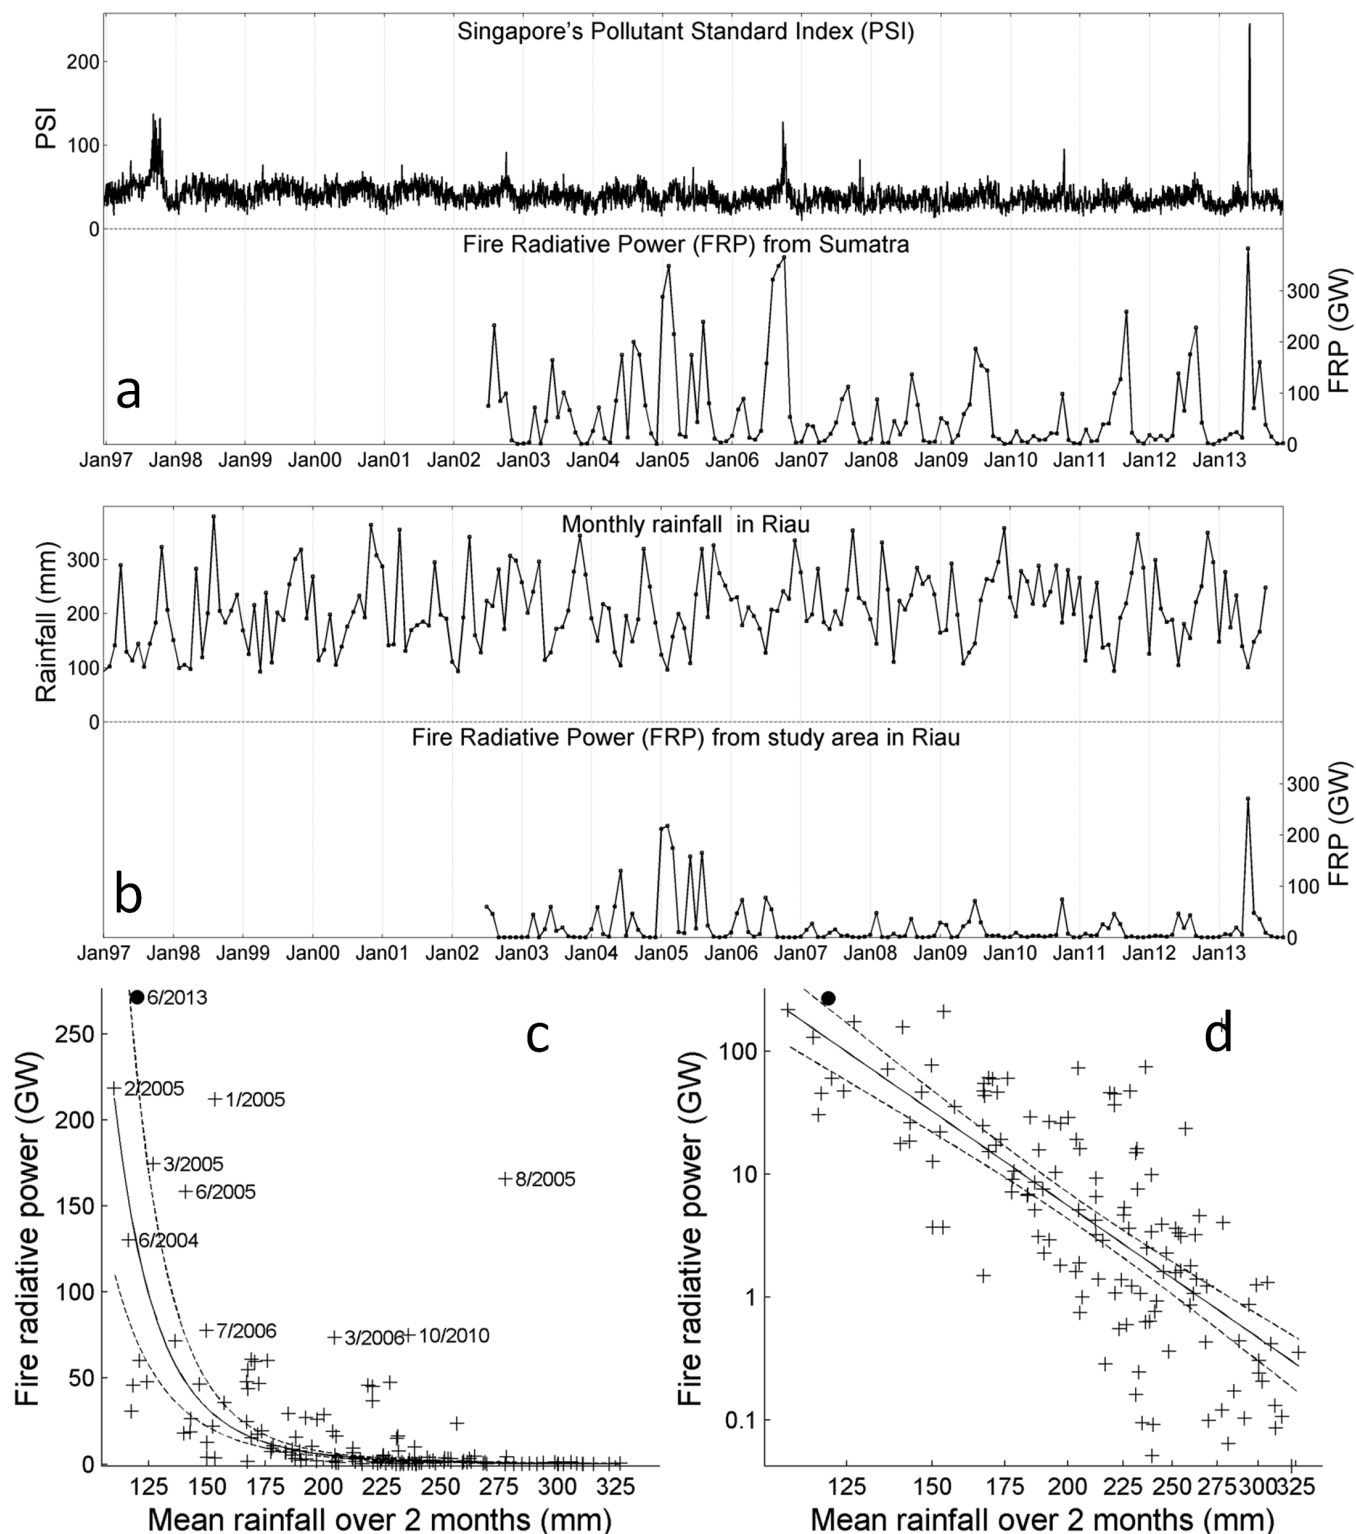 Singapore's Pollutant Standard Index (PSI)
200
100
0
PSI
Fire Radiative Power (FRP) from Sumatra
300
200
100
0
FRP (GW)
a
Jan97 Jan98 Jan99 Jan00 Jan01 Jan02 Jan03 Jan04 Jan05 Jan06 Jan07 Jan08 Jan09 Jan10 Jan11 Jan12 Jan13
Monthly rainfall in Riau
300
200
100
0
Rainfall (mm)
Fire Radiative Power (FRP) from study area in Riau
300
200
100
0
FRP (GW)
b
Jan97 Jan98 Jan99 Jan00 Jan01 Jan02 Jan03 Jan04 Jan05 Jan06 Jan07 Jan08 Jan09 Jan10 Jan11 Jan12 Jan13
c
6/2013
2/2005
1/2005
3/2005
6/2005
8/2005
6/2004
7/2006
3/2006
10/2010
250
200
150
100
50
0
Fire radiative power (GW)
125 150 175 200 225 250 275 300 325
Mean rainfall over 2 months (mm)
d
100
10
1
0.1
Fire radiative power (GW)
125 150 175 200 225 250 275 300 325
Mean rainfall over 2 months (mm)